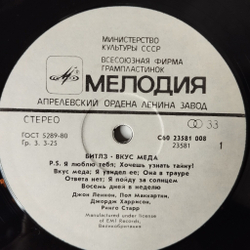 МИНИСТЕРСТВО
КУЛЬТУРЫ СССР
ВСЕСОЮЗНАЯ ФИРМА
ГРАМПЛАСТИНОК
МЕЛОДИЯ
АПРЕЛЕВСКИЙ ОРДЕНА ЛЕНИНА ЗАВОД
СТЕРЕО
33
ГОСТ 5289-80
Гр. 3. 3-25
С60 23581 008
23581
1
БИТЛЗ · ВКУС МЕДА
P.S. Я люблю тебя; Хочешь узнать тайну!
Вкус меда; Я увидел ее; Она в трауре
Ответа нет; Я пойду за солнцем
Восемь дней в неделю
Джон Леннон, Пол Маккартни,
Джордж Харрисон,
Ринго Старр
Manufactured under license
of EMI Records,
Великобритания